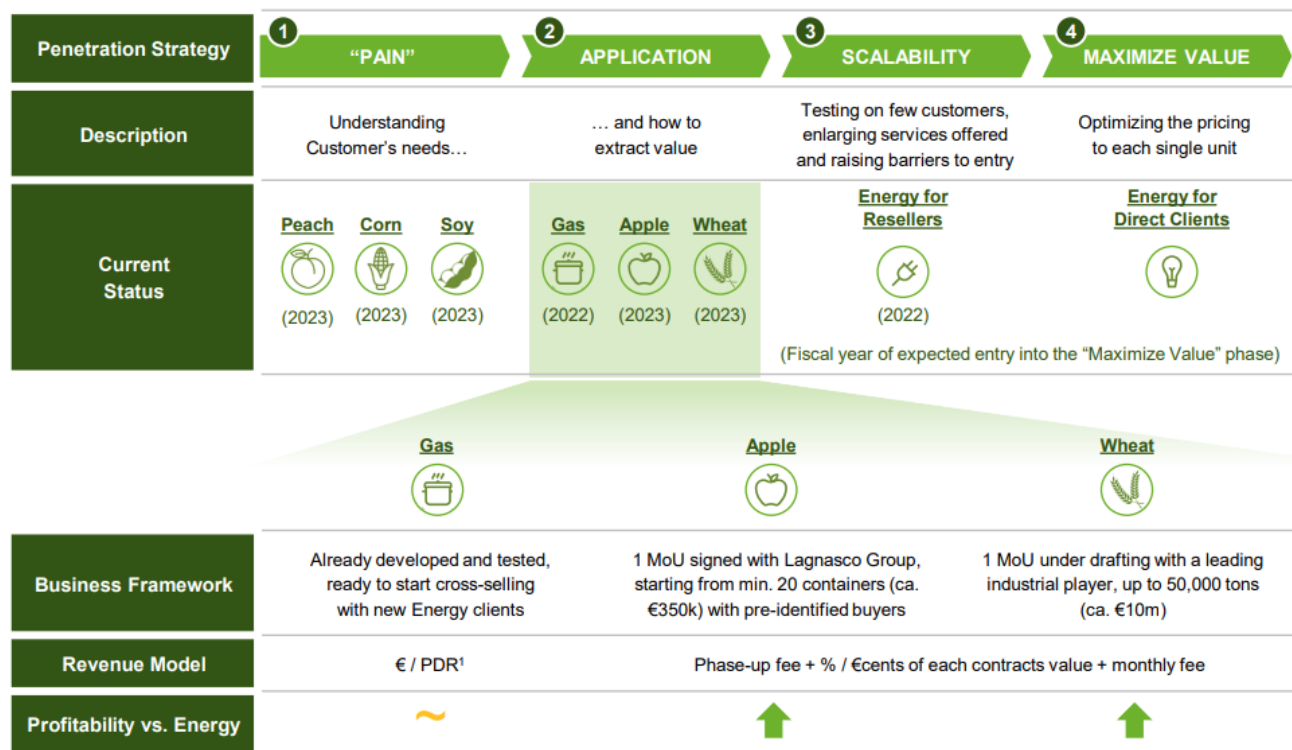 Penetration Strategy
1
"PAIN"
2
APPLICATION
3
SCALABILITY
4
MAXIMIZE VALUE
Description
Understanding
Customer's needs…
… and how to
extract value
Testing on few customers,
enlarging services offered
and raising barriers to entry
Optimizing the pricing
to each single unit
Current
Status
Peach
(2023)
Corn
(2023)
Soy
(2023)
Gas
(2022)
Apple
(2023)
Wheat
(2023)
Energy for
Resellers
(2022)
Energy for
Direct Clients
(Fiscal year of expected entry into the "Maximize Value" phase)
Gas
Apple
Wheat
Business Framework
Already developed and tested,
ready to start cross-selling
with new Energy clients
1 MoU signed with Lagnasco Group,
starting from min. 20 containers (ca.
€350k) with pre-identified buyers
1 MoU under drafting with a leading
industrial player, up to 50,000 tons
(ca. €10m)
Revenue Model
€ / PDR¹
Phase-up fee + % / €cents of each contracts value + monthly fee
Profitability vs. Energy
~